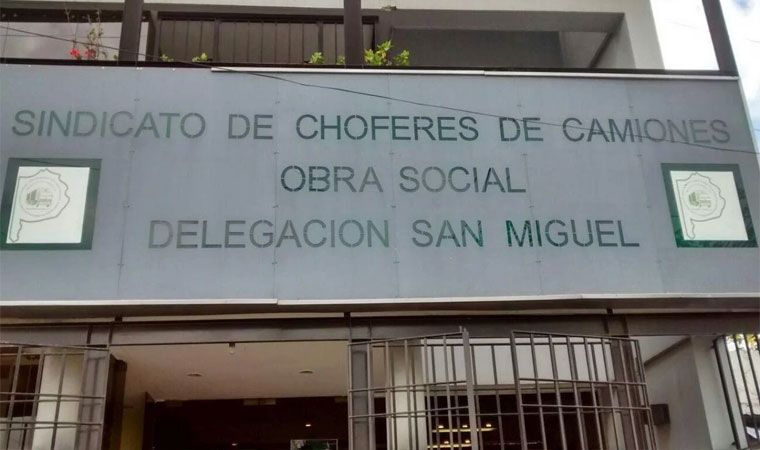 SINDICATO DE CHOFERES DE CAMIONES
OBRA SOCIAL
DELEGACION SAN MIGUEL